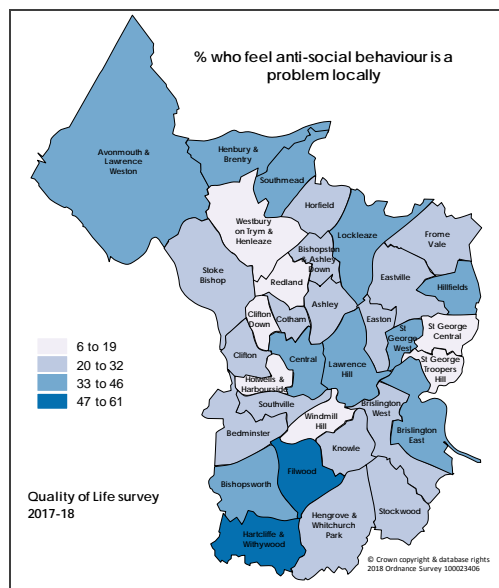 % who feel anti-social behaviour is a
problem locally
Avonmouth &
Lawrence
Weston
Henbury &
Brentry
Southmead
Horfield
Westbury
on Trym &
Henleaze
Lockleaze
Frome
Vale
Bishopston
& Ashley
Down
Stoke
Bishop
Redland
Eastville
Hillfields
Clifton
Down
Cotham
Ashley
Easton
St
George
West
St George
Central
Clifton
Central
Lawrence
Hill
St George
Troopers
Hill
Hotwells &
Harbourside
Southville
Windmill
Hill
Brislington
West
Brislington
East
Bedminster
Knowle
Filwood
Bishopsworth
Stockwood
Hengrove &
Whitchurch
Park
Hartcliffe &
Withywood
6 to 19
20 to 32
33 to 46
47 to 61
Quality of Life survey
2017-18
© Crown copyright & database rights
2018 Ordnance Survey 100023406